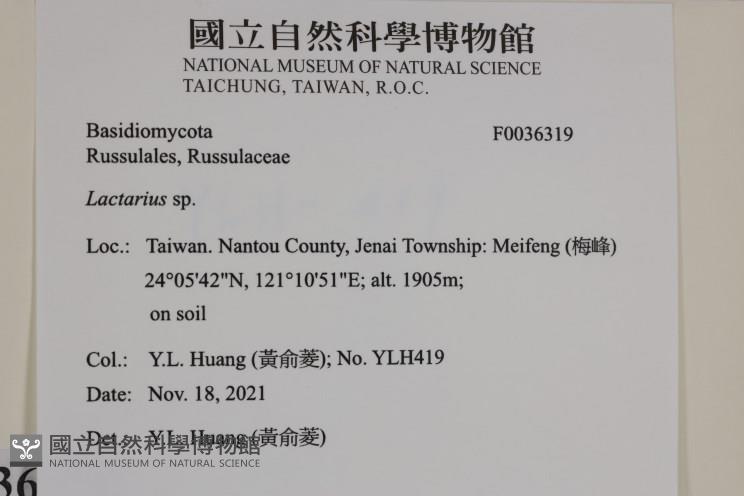 國立自然科學博物館
NATIONAL MUSEUM OF NATURAL SCIENCE
TAICHUNG, TAIWAN, R.O.C.
Basidiomycota F0036319
Russulales, Russulaceae
Lactarius sp.
Loc.: Taiwan. Nantou County, Jenai Township: Meifeng (梅峰)
24°05'42"N, 121°10'51"E; alt. 1905m;
on soil
Col.: Y.L. Huang (黃俞菱); No. YLH419
Date: Nov. 18, 2021
Det.: Y.L. Huang (黃俞菱)
國立自然科學博物館
NATIONAL MUSEUM OF NATURAL SCIENCE
36